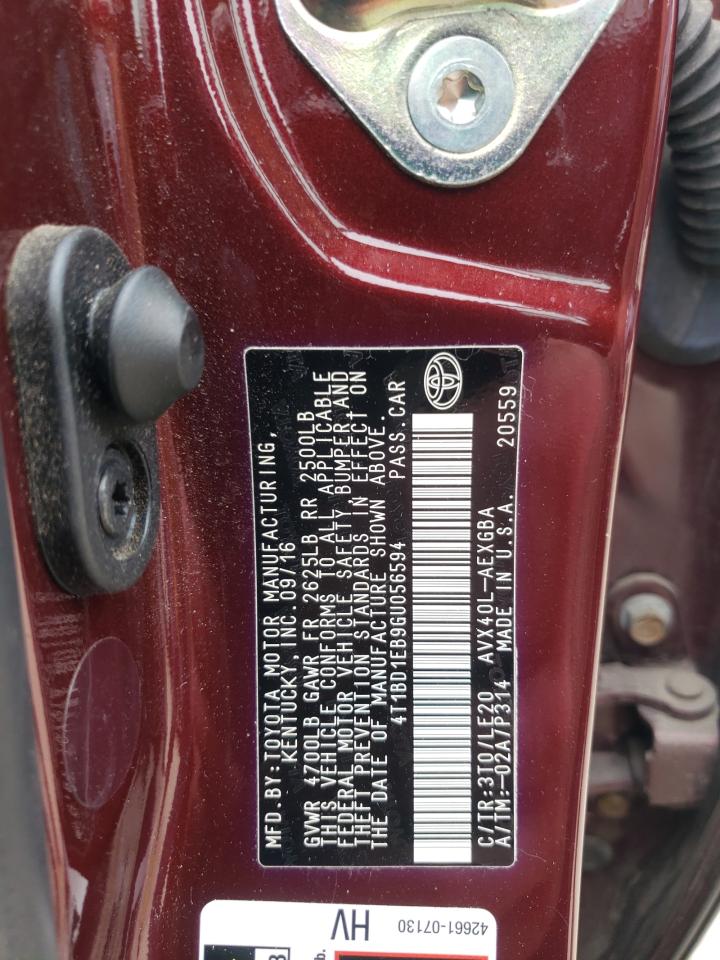 MFD.BY:TOYOTA MOTOR MANUFACTURING,
KENTUCKY, INC. 09/16
GVWR 4700LB GAWR FR 2625LB RR 2500LB
THIS VEHICLE CONFORMS TO ALL APPLICABLE
FEDERAL MOTOR VEHICLE SAFETY, BUMPER, AND
THEFT PREVENTION STANDARDS IN EFFECT ON
THE DATE OF MANUFACTURE SHOWN ABOVE.
4T1BD1EB9GU056594 PASS.CAR
C/TR:3T0/LE20 AVX40L-AEXGBA
A/TM:-02A/P314 MADE IN U.S.A. 20559
HV
42661-07130